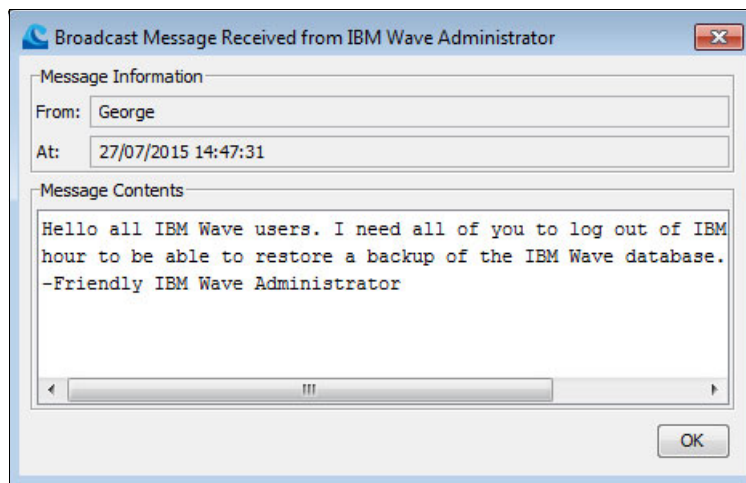 Broadcast Message Received from IBM Wave Administrator
Message Information
From: George
At: 27/07/2015 14:47:31
Message Contents
Hello all IBM Wave users. I need all of you to log out of IBM
hour to be able to restore a backup of the IBM Wave database.
-Friendly IBM Wave Administrator
OK